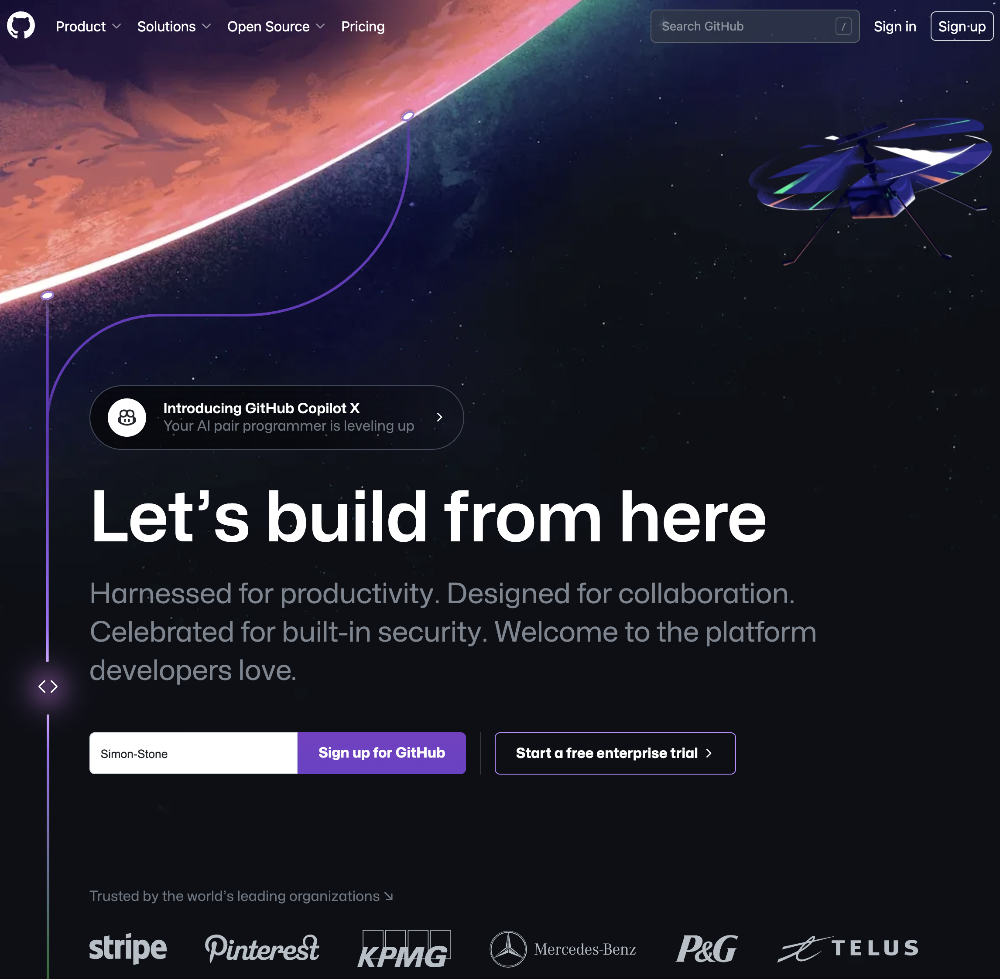 Product
Solutions
Open Source
Pricing
Search GitHub
/
Sign in
Sign up
Introducing GitHub Copilot X
Your AI pair programmer is leveling up
Let’s build from here
Harnessed for productivity. Designed for collaboration.
Celebrated for built-in security. Welcome to the platform
developers love.
Simon-Stone
Sign up for GitHub
Start a free enterprise trial
Trusted by the world’s leading organizations
stripe
Pinterest
KPMG
Mercedes-Benz
P&G
TELUS